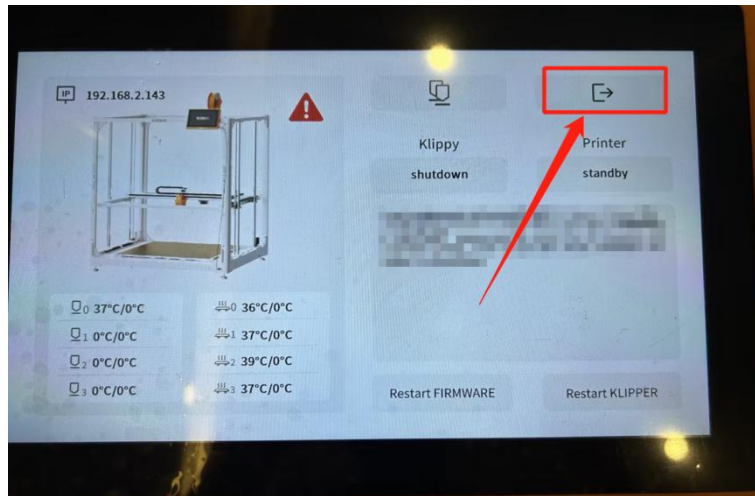 IP 192.168.2.143
Klippy
Printer
shutdown
standby
0 37°C/0°C
0 36°C/0°C
1 0°C/0°C
1 37°C/0°C
2 0°C/0°C
2 39°C/0°C
3 0°C/0°C
3 37°C/0°C
Restart FIRMWARE
Restart KLIPPER